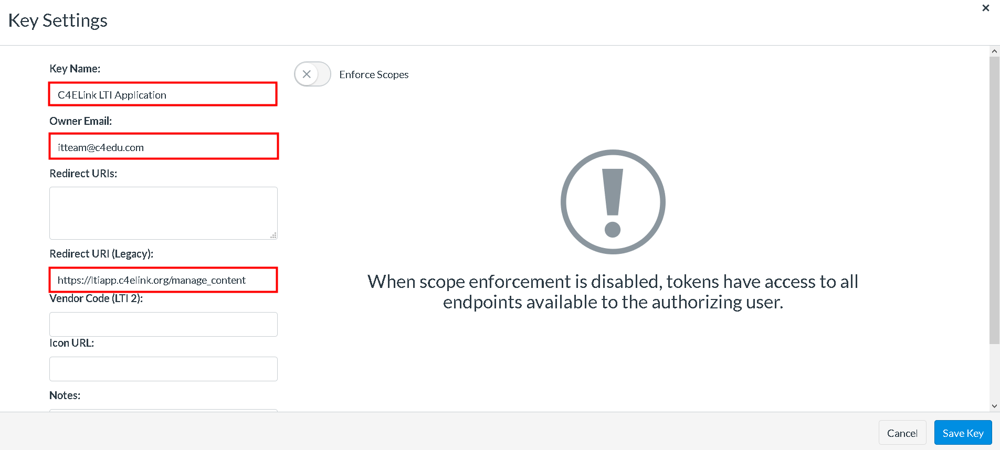 Key Settings
Key Name:
C4ELink LTI Application
Owner Email:
itteam@c4edu.com
Redirect URIs:
Redirect URI (Legacy):
https://ltiapp.c4elink.org/manage_content
Vendor Code (LTI 2):
Icon URL:
Notes:
Enforce Scopes
When scope enforcement is disabled, tokens have access to all
endpoints available to the authorizing user.
Cancel
Save Key